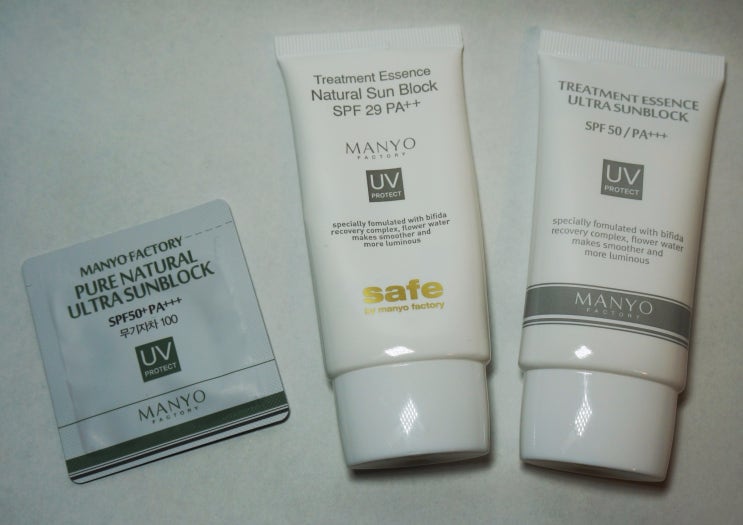 MANYO FACTORY
PURE NATURAL
ULTRA SUNBLOCK
SPF50+ PA+++
무기자차 100
UV
PROTECT
MANYO
FACTORY
Treatment Essence
Natural Sun Block
SPF 29 PA++
MANYO
FACTORY
UV
PROTECT
specially fomulated with bifida
recovery complex, flower water
makes smoother and
more luminous
safe
by manyo factory
TREATMENT ESSENCE
ULTRA SUNBLOCK
SPF 50 / PA+++
UV
PROTECT
specially fomulated with bifida
recovery complex, flower water
makes smoother and
more luminous
MANYO
FACTORY